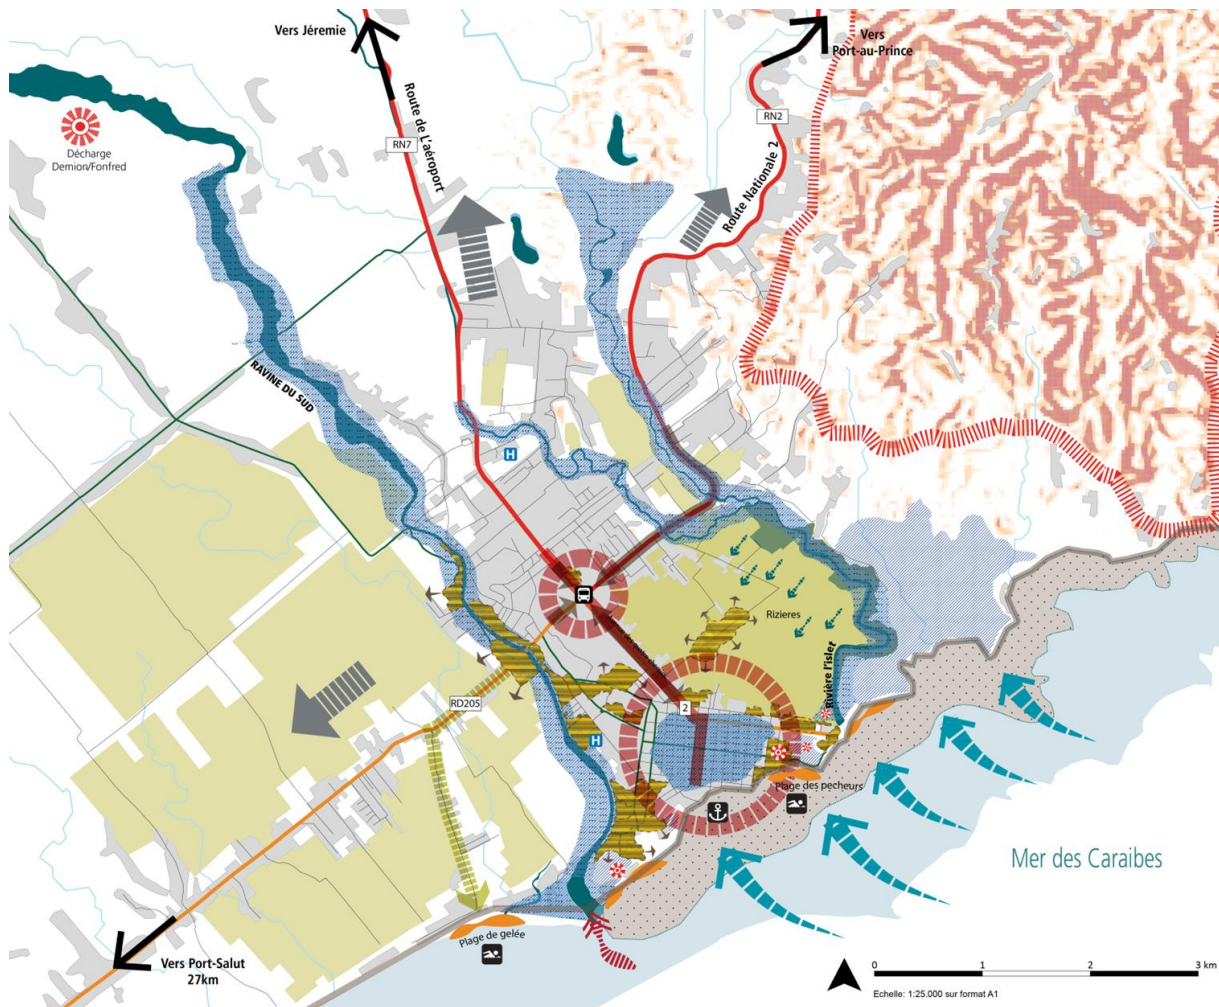 Vers Jéremie
Vers
Port-au-Prince
Décharge
Demion/Fonfred
RN7
Route de L'aéroport
RN2
Route Nationale 2
RAVINE DU SUD
H
Rizieres
Rivière l'islet
RD205
2
H
Plage des pecheurs
Mer des Caraibes
Plage de gelée
Vers Port-Salut
27km
0 1 2 3 km
Echelle: 1:25.000 sur format A1